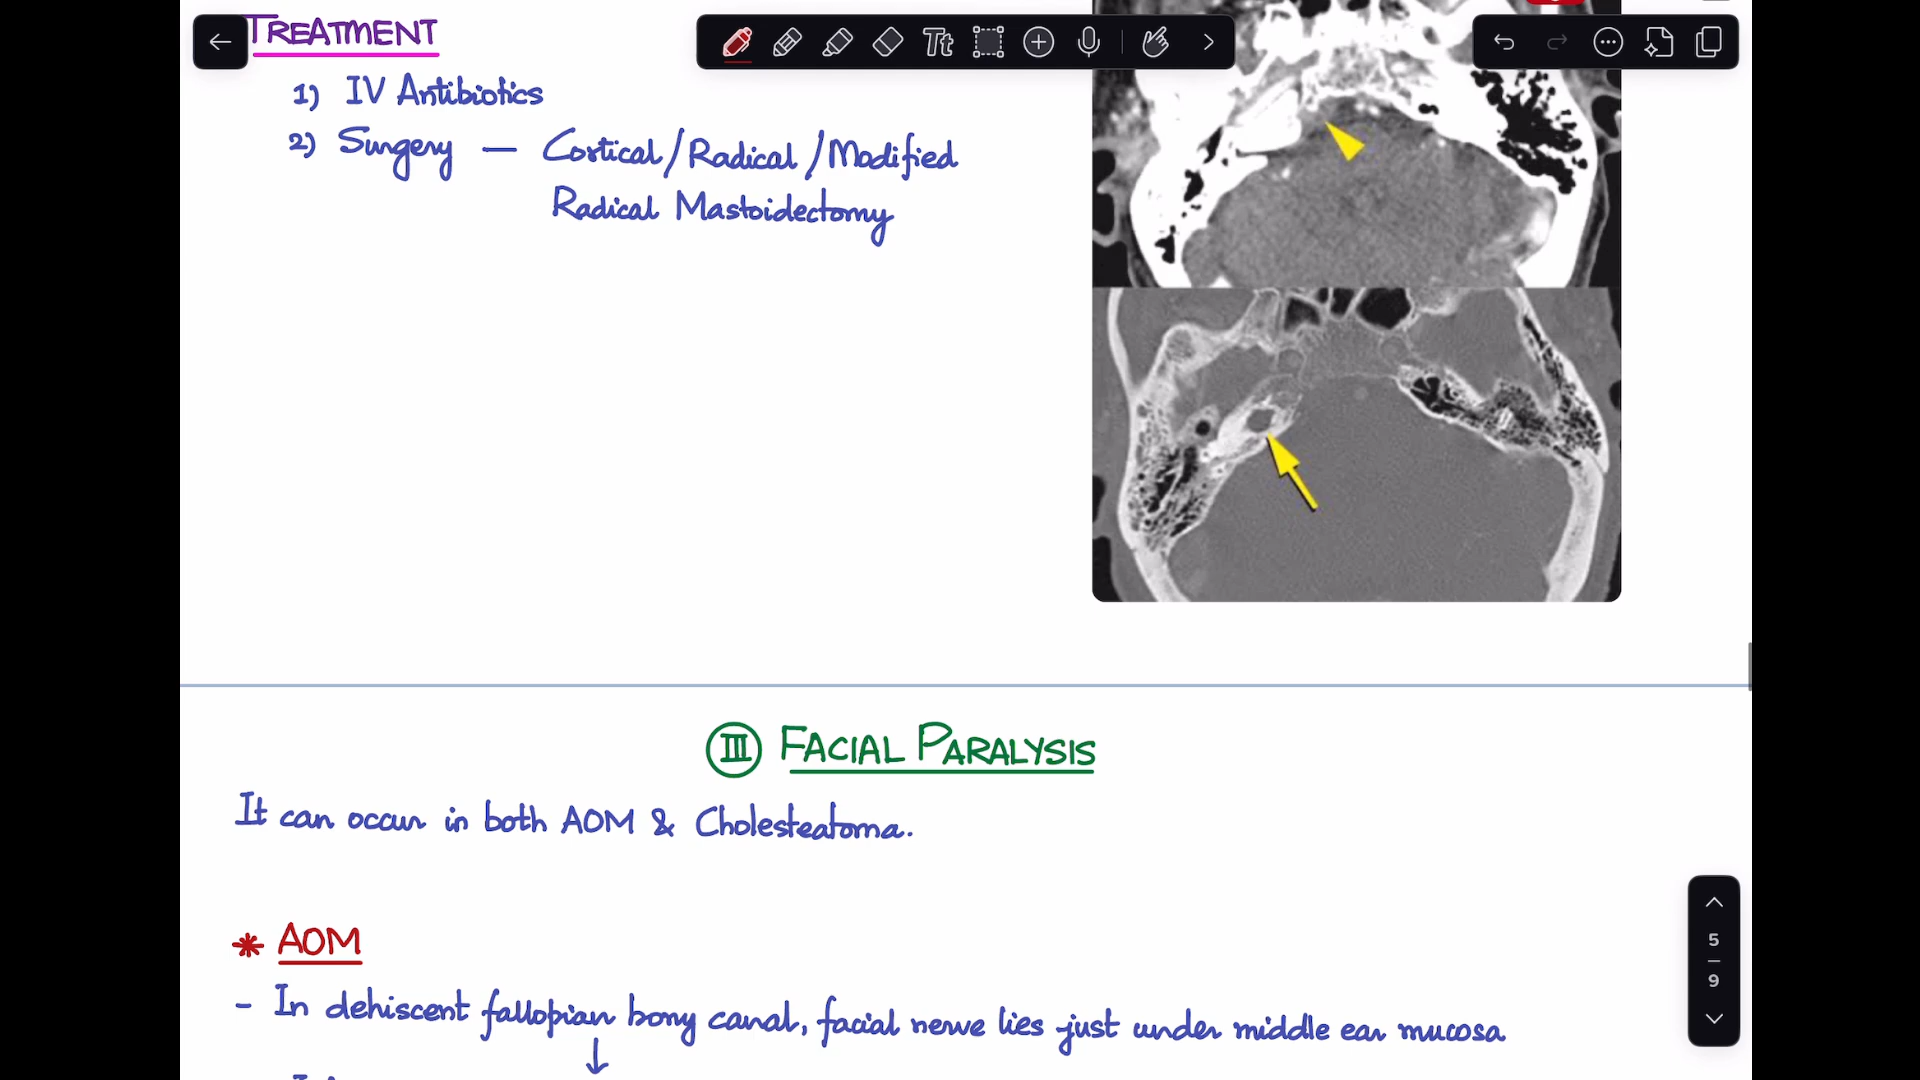 TREATMENT
Tt
1) IV Antibiotics
2) Surgery — Cortical/Radical/Modified
Radical Mastoidectomy
III FACIAL PARALYSIS
It can occur in both AOM & Cholesteatoma.
* AOM
- In dehiscent fallopian bony canal, facial nerve lies just under middle ear mucosa
↓
5
9